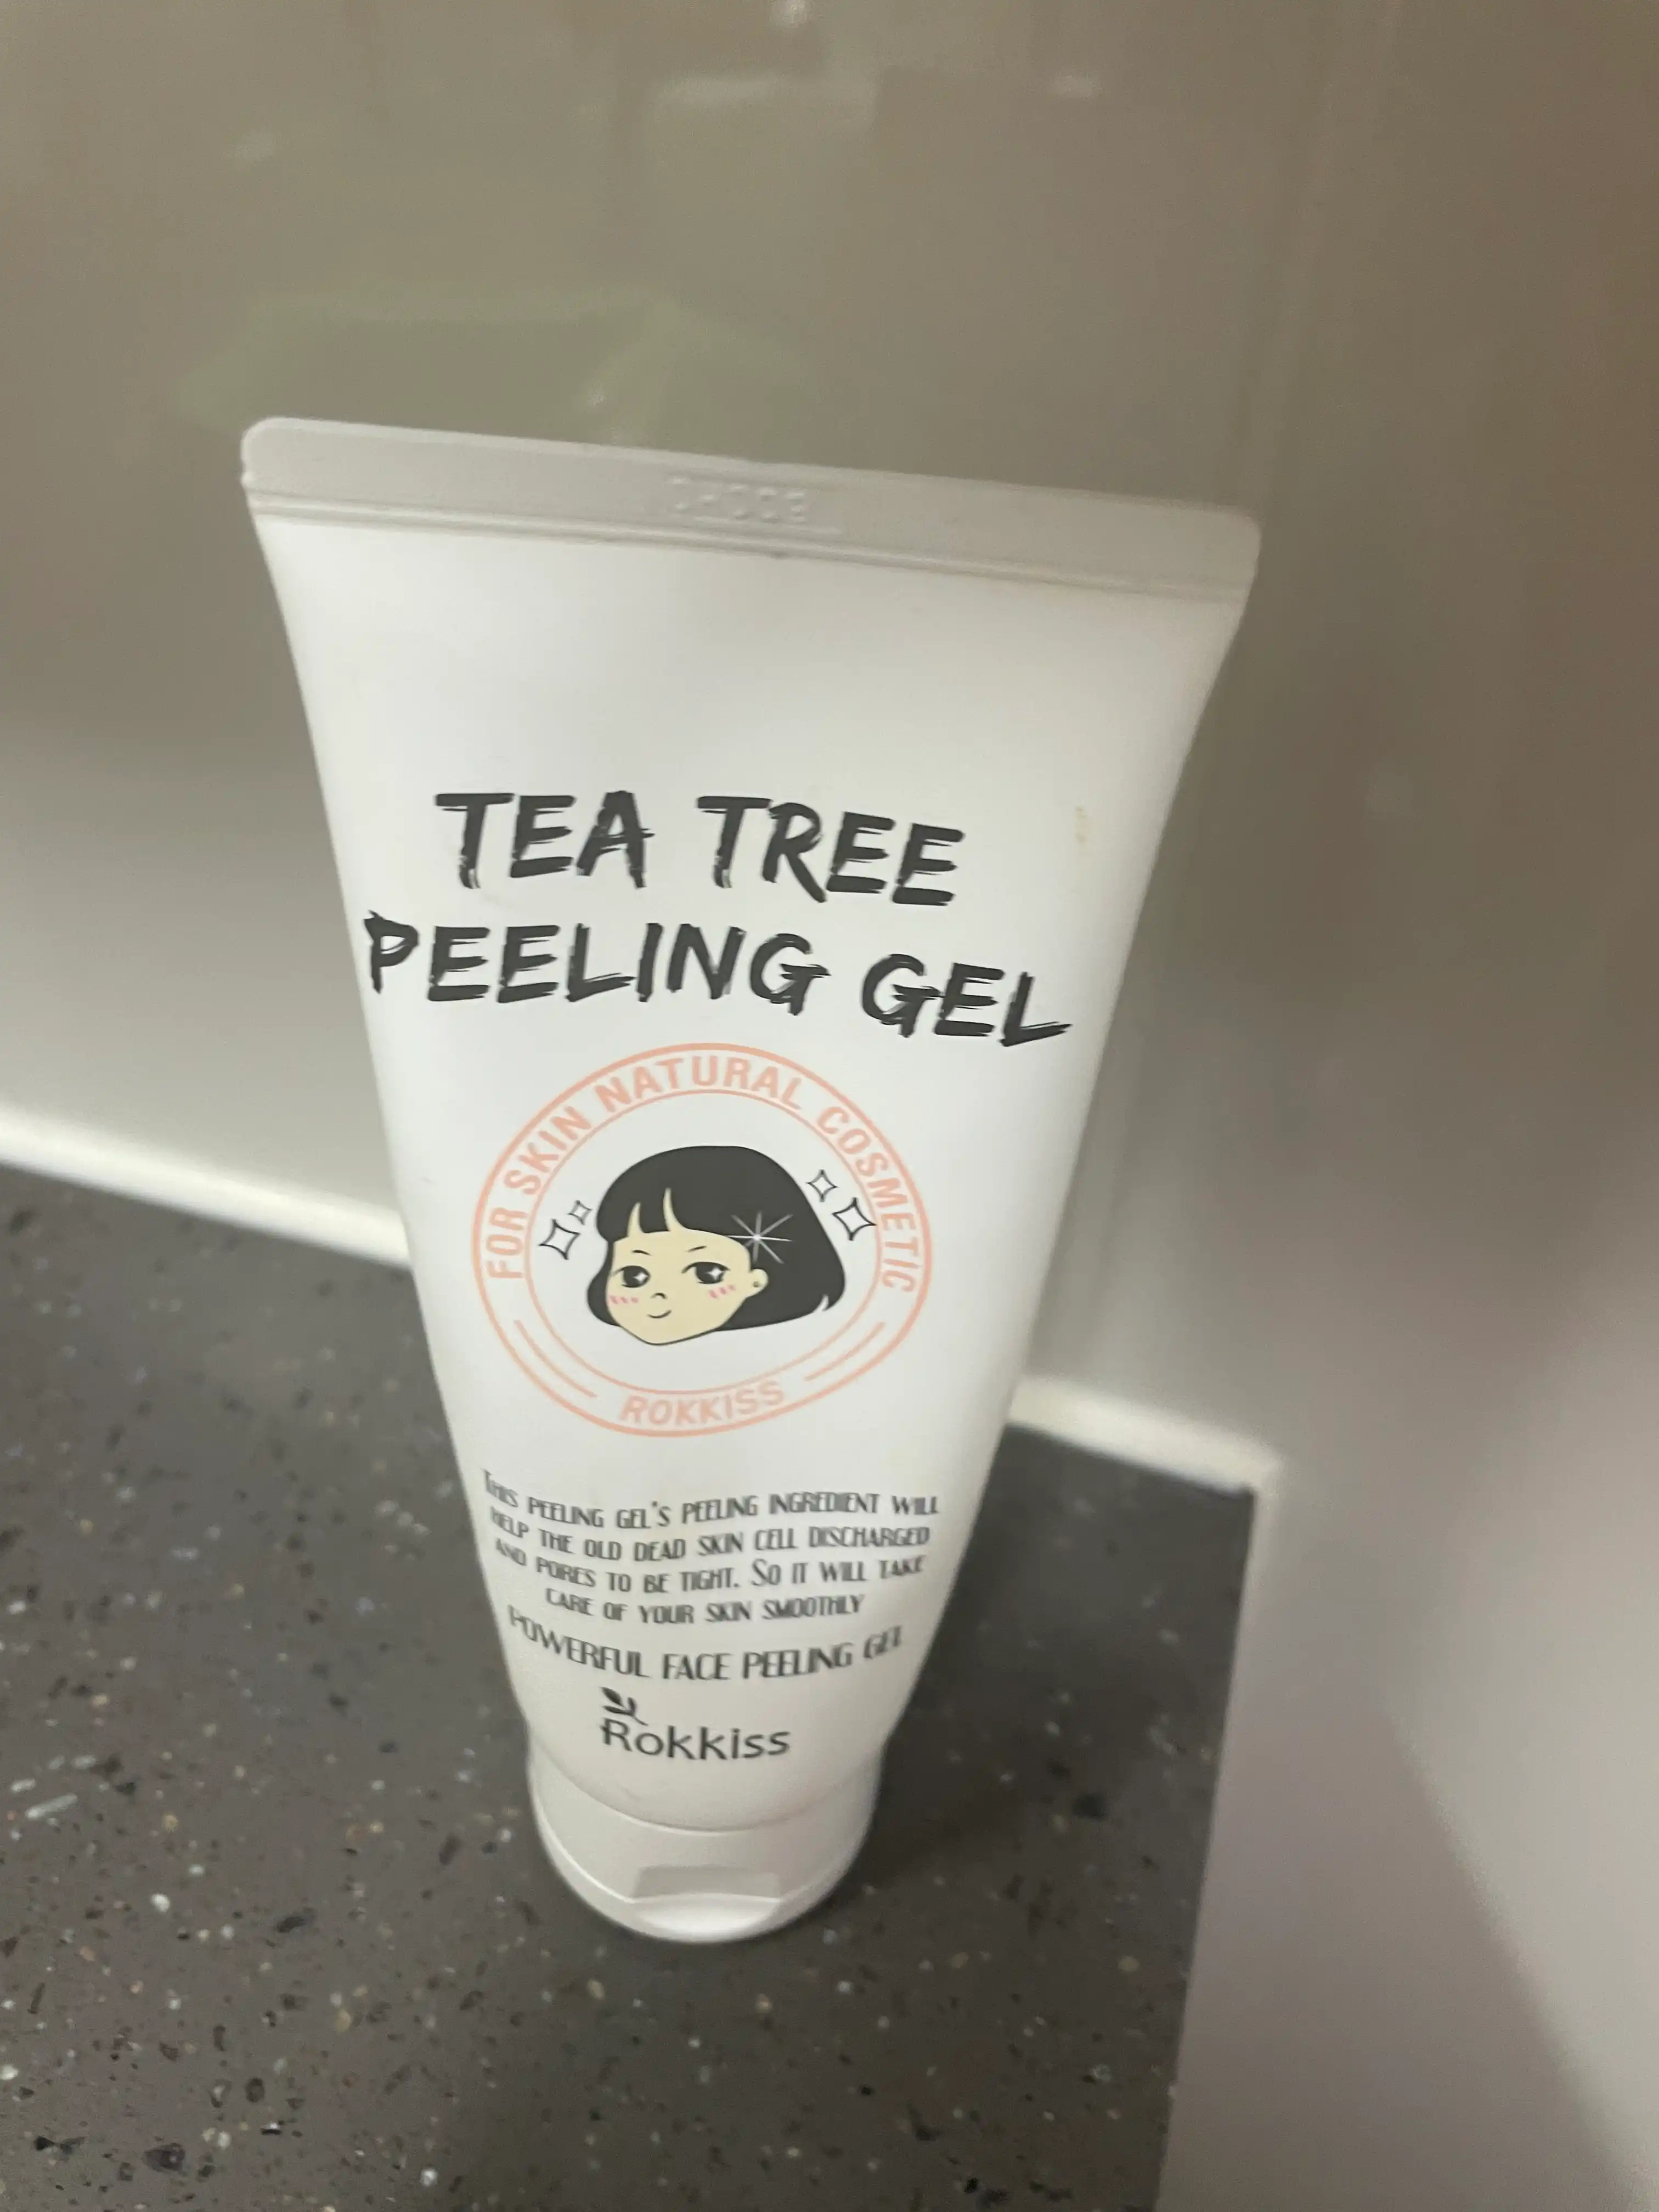 TEA TREE
PEELING GEL
FOR SKIN NATURAL COSMETIC
ROKKISS
THIS PEELING GEL'S PEELING INGREDIENT WILL
HELP THE OLD DEAD SKIN CELL DISCHARGED
AND PORES TO BE TIGHT. SO IT WILL TAKE
CARE OF YOUR SKIN SMOOTHLY
POWERFUL FACE PEELING GEL
Rokkiss